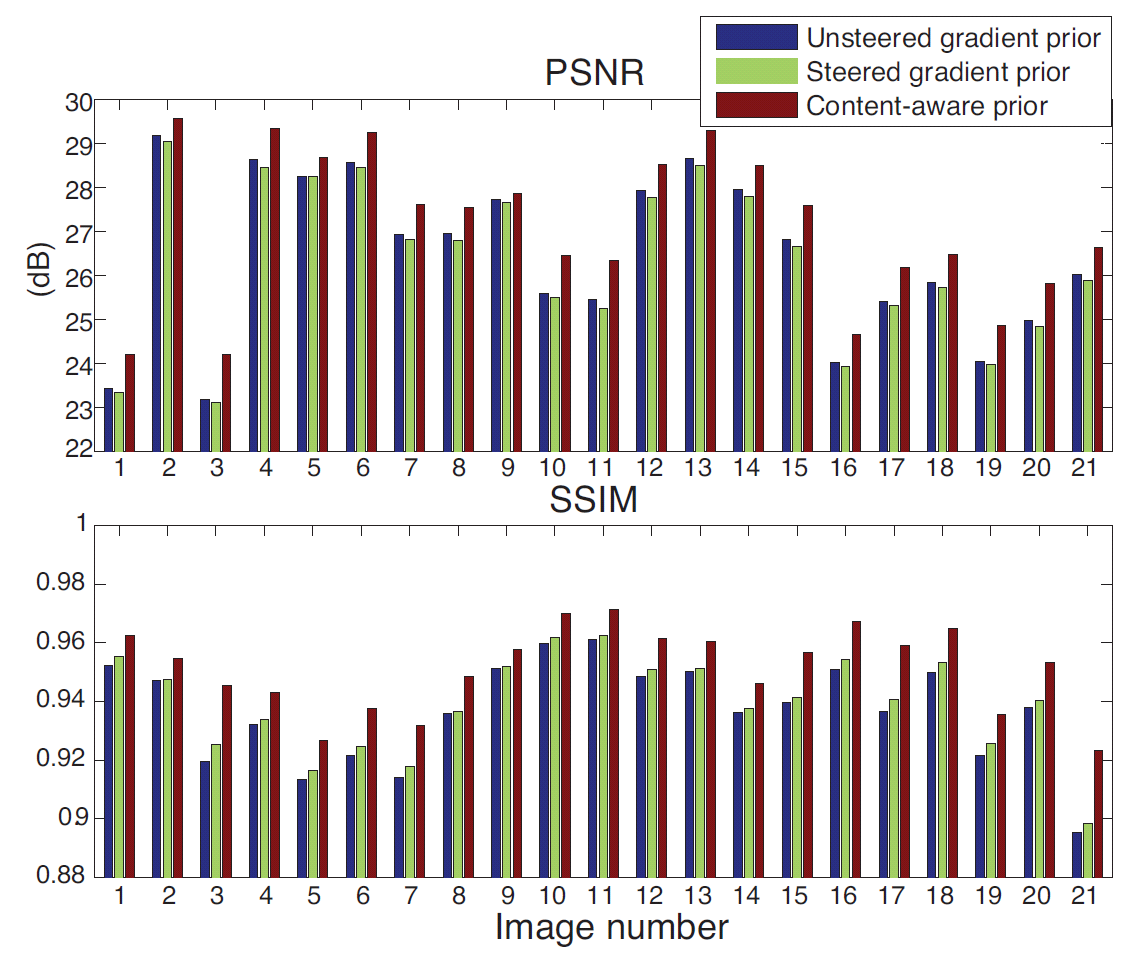 Unsteered gradient prior
Steered gradient prior
Content-aware prior
PSNR
30
29
28
27
26
25
24
23
22
(dB)
1 2 3 4 5 6 7 8 9 10 11 12 13 14 15 16 17 18 19 20 21
SSIM
1
0.98
0.96
0.94
0.92
0.9
0.88
1 2 3 4 5 6 7 8 9 10 11 12 13 14 15 16 17 18 19 20 21
Image number